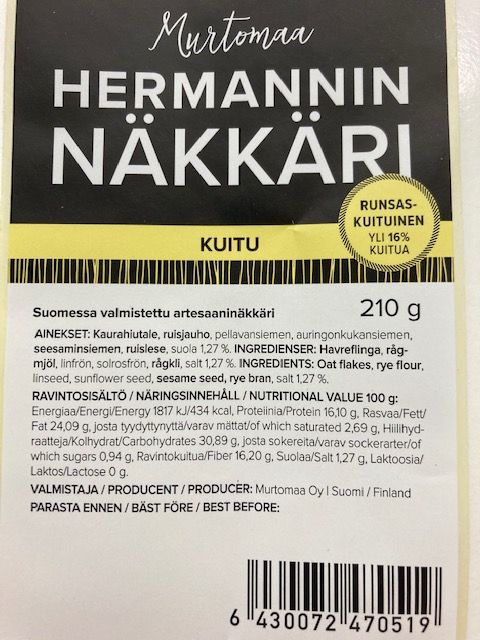 Murtomaa
HERMANNIN
NÄKKÄRI
RUNSAS-
KUITUINEN
YLI 16%
KUITUA
KUITU
Suomessa valmistettu artesaaninäkkäri
210 g
AINEKSET: Kaurahiutale, ruisjauho, pellavansiemen, auringonkukansiemen,
seesaminsiemen, ruislese, suola 1,27 %. INGREDIENSER: Havreflinga, råg-
mjöl, linfrön, solrosfrön, rågkli, salt 1,27 %. INGREDIENTS: Oat flakes, rye flour,
linseed, sunflower seed, sesame seed, rye bran, salt 1,27 %.
RAVINTOSISÄLTÖ / NÄRINGSINNEHÅLL / NUTRITIONAL VALUE 100 g:
Energiaa/Energi/Energy 1817 kJ/434 kcal, Proteiinia/Protein 16,10 g, Rasvaa/Fett/
Fat 24,09 g, josta tyydyttynyttä/varav mättat/of which saturated 2,69 g, Hiilihyd-
raatteja/Kolhydrat/Carbohydrates 30,89 g, josta sokereita/varav sockerarter/of
which sugars 0,94 g, Ravintokuitua/Fiber 16,20 g, Suolaa/Salt 1,27 g, Laktoosia/
Laktos/Lactose 0 g.
VALMISTAJA / PRODUCENT / PRODUCER: Murtomaa Oy | Suomi / Finland
PARASTA ENNEN / BÄST FÖRE / BEST BEFORE:
6 430072 470519